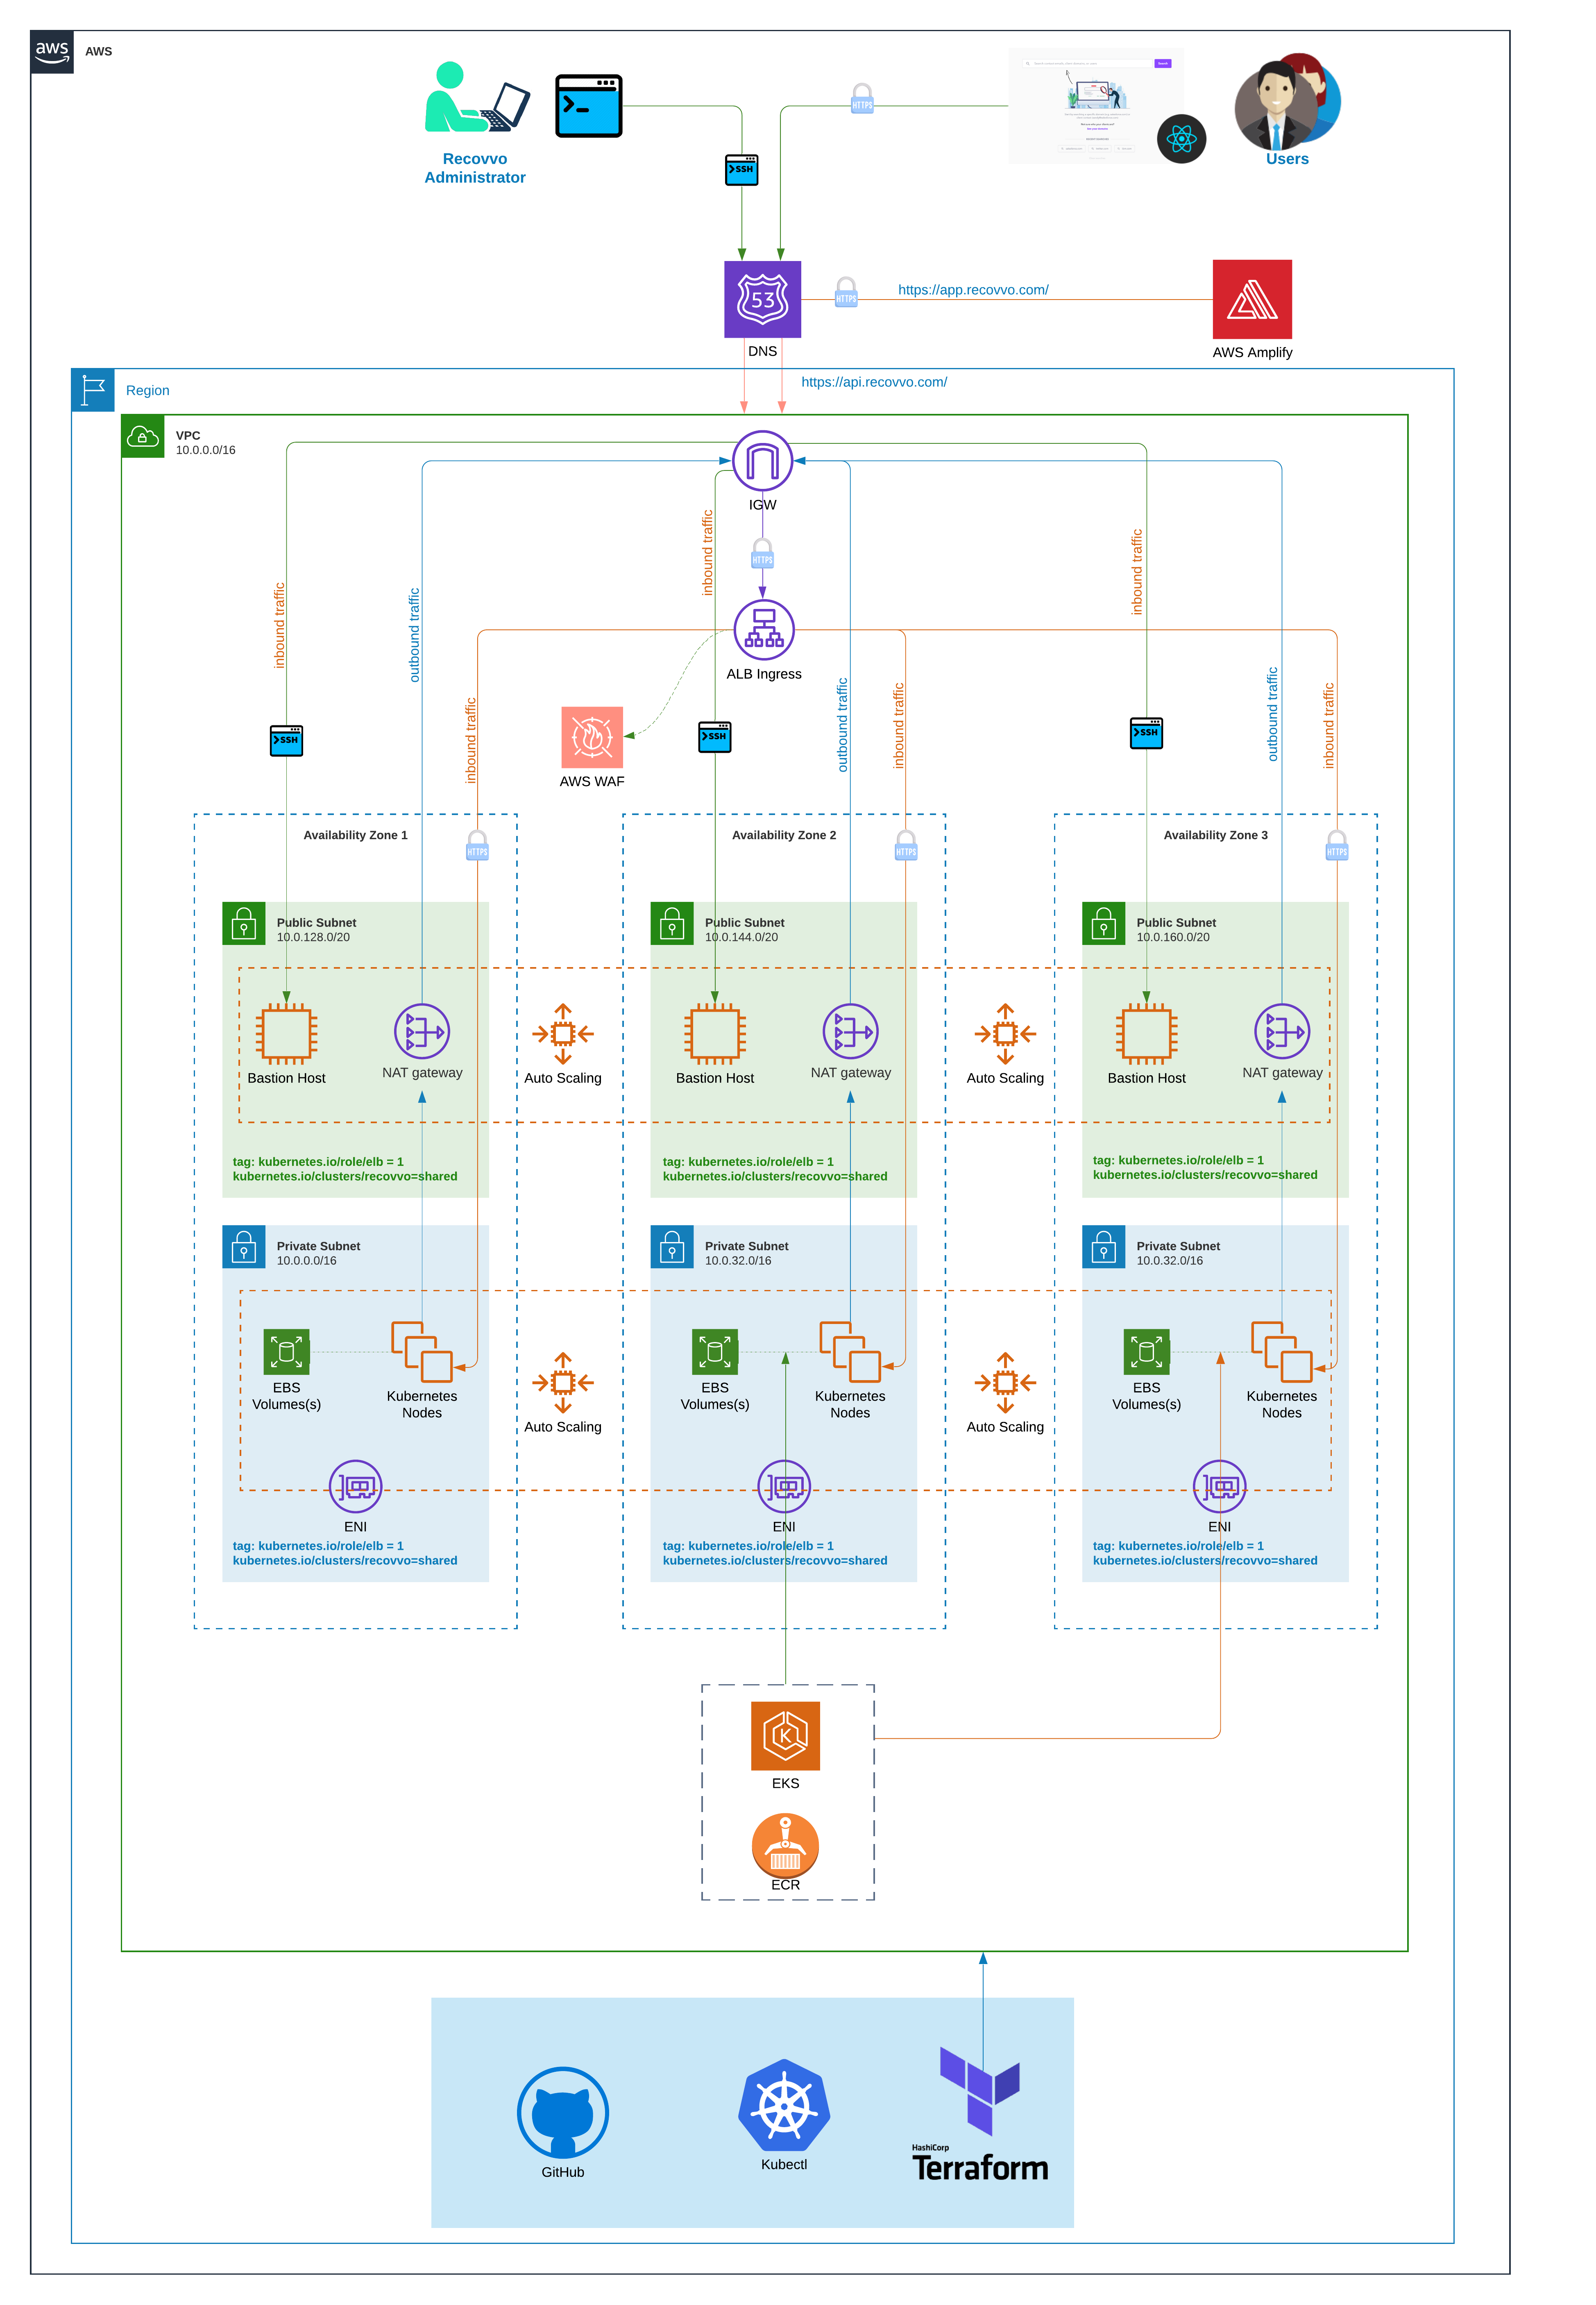 aws
AWS
Recovvo
Administrator
>_
>SSH
HTTPS
Search
Users
53
DNS
HTTPS
https://app.recovvo.com/
AWS Amplify
Region
https://api.recovvo.com/
VPC
10.0.0.0/16
IGW
HTTPS
ALB Ingress
AWS WAF
inbound traffic
outbound traffic
inbound traffic
inbound traffic
outbound traffic
inbound traffic
inbound traffic
outbound traffic
inbound traffic
>SSH
>SSH
>SSH
Availability Zone 1
HTTPS
Availability Zone 2
HTTPS
Availability Zone 3
HTTPS
Public Subnet
10.0.128.0/20
Public Subnet
10.0.144.0/20
Public Subnet
10.0.160.0/20
Bastion Host
NAT gateway
Auto Scaling
Bastion Host
NAT gateway
Auto Scaling
Bastion Host
NAT gateway
tag: kubernetes.io/role/elb = 1
kubernetes.io/clusters/recovvo=shared
tag: kubernetes.io/role/elb = 1
kubernetes.io/clusters/recovvo=shared
tag: kubernetes.io/role/elb = 1
kubernetes.io/clusters/recovvo=shared
Private Subnet
10.0.0.0/16
Private Subnet
10.0.32.0/16
Private Subnet
10.0.32.0/16
EBS
Volumes(s)
Kubernetes
Nodes
Auto Scaling
EBS
Volumes(s)
Kubernetes
Nodes
Auto Scaling
EBS
Volumes(s)
Kubernetes
Nodes
ENI
ENI
ENI
tag: kubernetes.io/role/elb = 1
kubernetes.io/clusters/recovvo=shared
tag: kubernetes.io/role/elb = 1
kubernetes.io/clusters/recovvo=shared
tag: kubernetes.io/role/elb = 1
kubernetes.io/clusters/recovvo=shared
K
EKS
ECR
GitHub
Kubectl
HashiCorp
Terraform